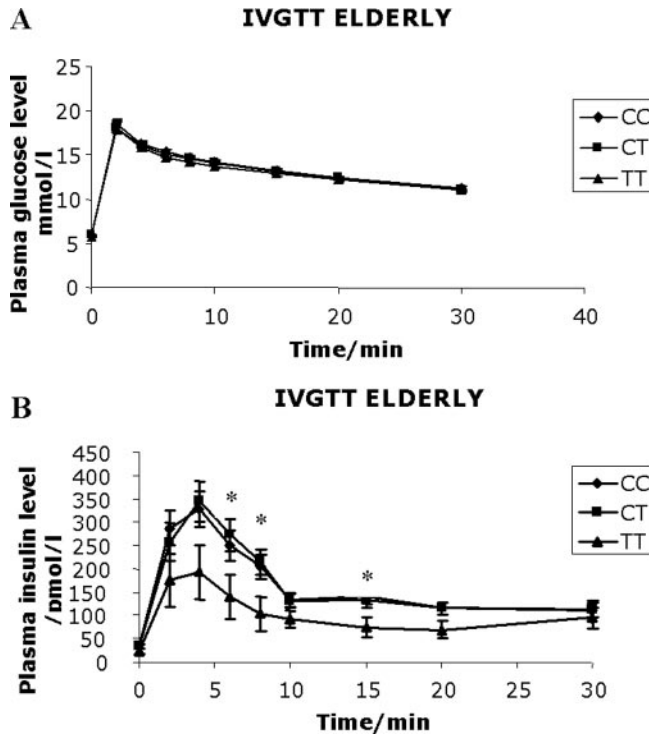 A
IVGTT ELDERLY
Plasma glucose level
mmol/l
25
20
15
10
5
0
0 10 20 30 40
Time/min
CC
CT
TT
B
IVGTT ELDERLY
Plasma insulin level
/pmol/l
450
400
350
300
250
200
150
100
50
0
* * *
0 5 10 15 20 25 30
Time/min
CC
CT
TT